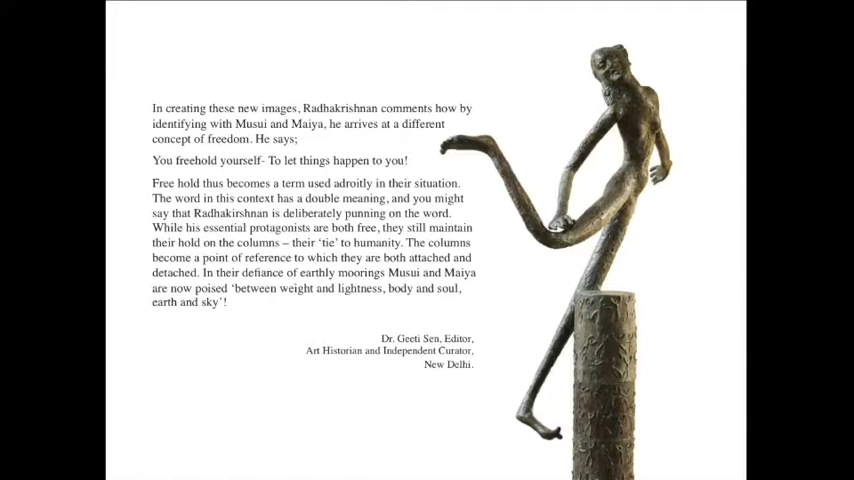 In creating these new images, Radhakrishnan comments how by
identifying with Musui and Maiya, he arrives at a different
concept of freedom. He says;
You freehold yourself- To let things happen to you!
Free hold thus becomes a term used adroitly in their situation.
The word in this context has a double meaning, and you might
say that Radhakirshnan is deliberately punning on the word.
While his essential protagonists are both free, they still maintain
their hold on the columns – their ‘tie’ to humanity. The columns
become a point of reference to which they are both attached and
detached. In their defiance of earthly moorings Musui and Maiya
are now poised ‘between weight and lightness, body and soul,
earth and sky’!
Dr. Geeti Sen, Editor,
Art Historian and Independent Curator,
New Delhi.